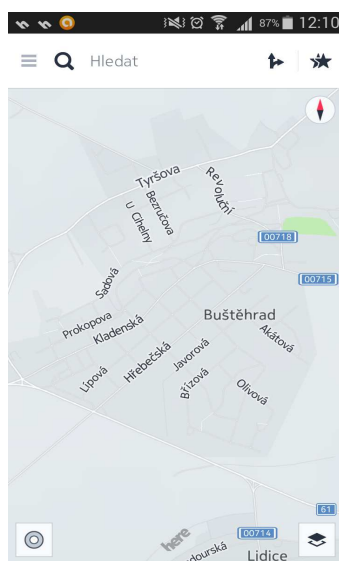 87% 12:10
Hledat
Tyršova
Revoluční
Bezručova
U Cihelny
00718
00715
Sadová
Buštěhrad
Prokopova
Kladenská
Akátová
Hřebečská
Javorová
Lípová
Břízová
Olivová
61
here
00714
dourská
Lidice